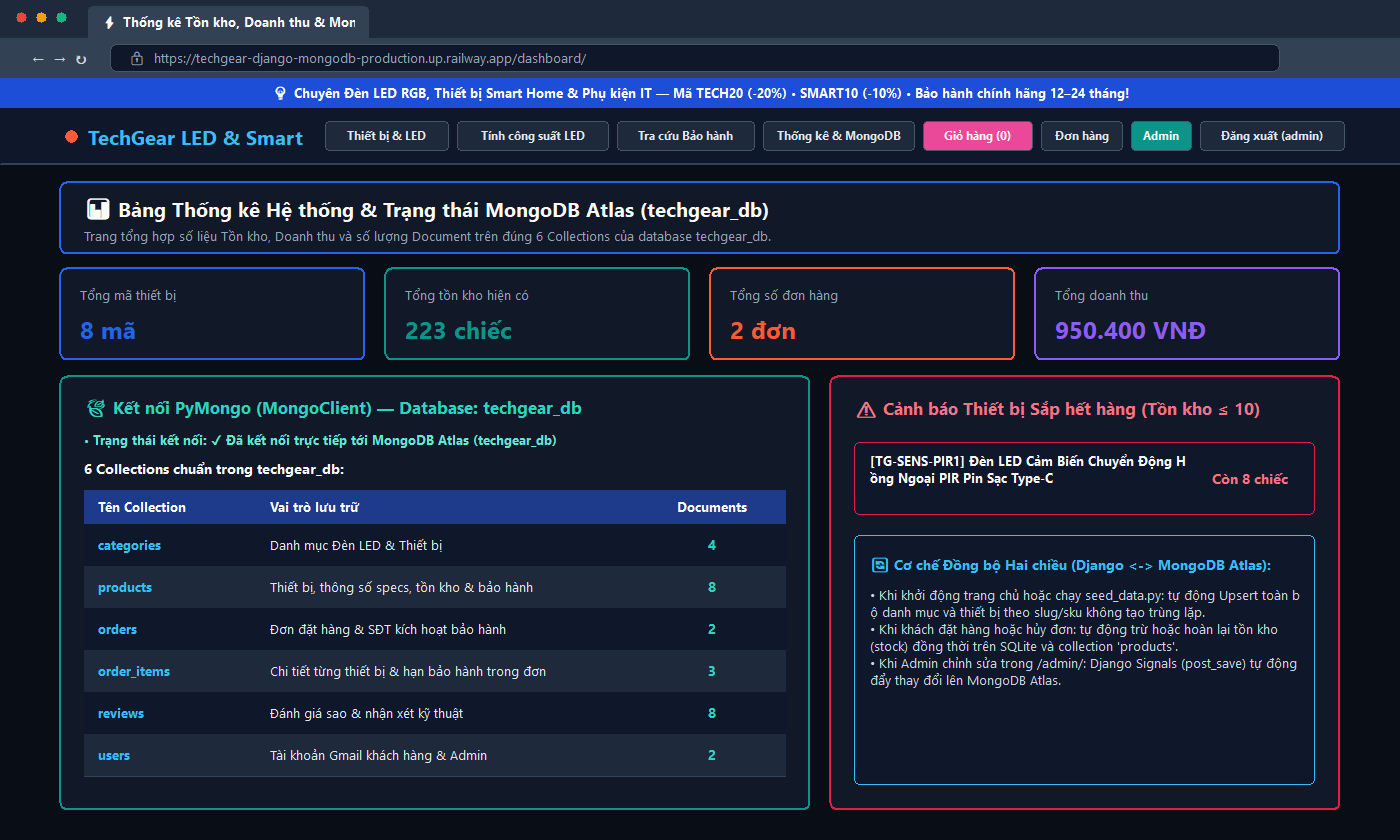 Thống kê Tồn kho, Doanh thu & Mon
https://techgear-django-mongodb-production.up.railway.app/dashboard/
Chuyên Đèn LED RGB, Thiết bị Smart Home & Phụ kiện IT — Mã TECH20 (-20%) • SMART10 (-10%) • Bảo hành chính hãng 12–24 tháng!
TechGear LED & Smart
Thiết bị & LED
Tính công suất LED
Tra cứu Bảo hành
Thống kê & MongoDB
Giỏ hàng (0)
Đơn hàng
Admin
Đăng xuất (admin)
Bảng Thống kê Hệ thống & Trạng thái MongoDB Atlas (techgear_db)
Trang tổng hợp số liệu Tồn kho, Doanh thu và số lượng Document trên đúng 6 Collections của database techgear_db.
Tổng mã thiết bị
8 mã
Tổng tồn kho hiện có
223 chiếc
Tổng số đơn hàng
2 đơn
Tổng doanh thu
950.400 VNĐ
Kết nối PyMongo (MongoClient) — Database: techgear_db
• Trạng thái kết nối: ✓ Đã kết nối trực tiếp tới MongoDB Atlas (techgear_db)
6 Collections chuẩn trong techgear_db:
Tên Collection Vai trò lưu trữ Documents
categories Danh mục Đèn LED & Thiết bị 4
products Thiết bị, thông số specs, tồn kho & bảo hành 8
orders Đơn đặt hàng & SĐT kích hoạt bảo hành 2
order_items Chi tiết từng thiết bị & hạn bảo hành trong đơn 3
reviews Đánh giá sao & nhận xét kỹ thuật 8
users Tài khoản Gmail khách hàng & Admin 2
Cảnh báo Thiết bị Sắp hết hàng (Tồn kho ≤ 10)
[TG-SENS-PIR1] Đèn LED Cảm Biến Chuyển Động H
ồng Ngoại PIR Pin Sạc Type-C
Còn 8 chiếc
Cơ chế Đồng bộ Hai chiều (Django <-> MongoDB Atlas):
• Khi khởi động trang chủ hoặc chạy seed_data.py: tự động Upsert toàn b
ộ danh mục và thiết bị theo slug/sku không tạo trùng lặp.
• Khi khách đặt hàng hoặc hủy đơn: tự động trừ hoặc hoàn lại tồn kho
(stock) đồng thời trên SQLite và collection 'products'.
• Khi Admin chỉnh sửa trong /admin/: Django Signals (post_save) tự động
đẩy thay đổi lên MongoDB Atlas.